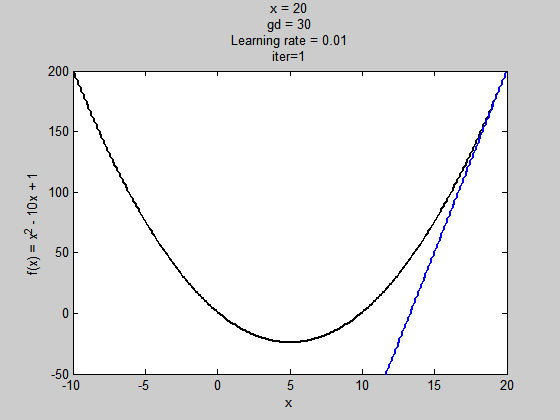 x = 20
gd = 30
Learning rate = 0.01
iter=1
200
150
100
50
0
-50
f(x) = x² - 10x + 1
-10
-5
0
5
10
15
20
x